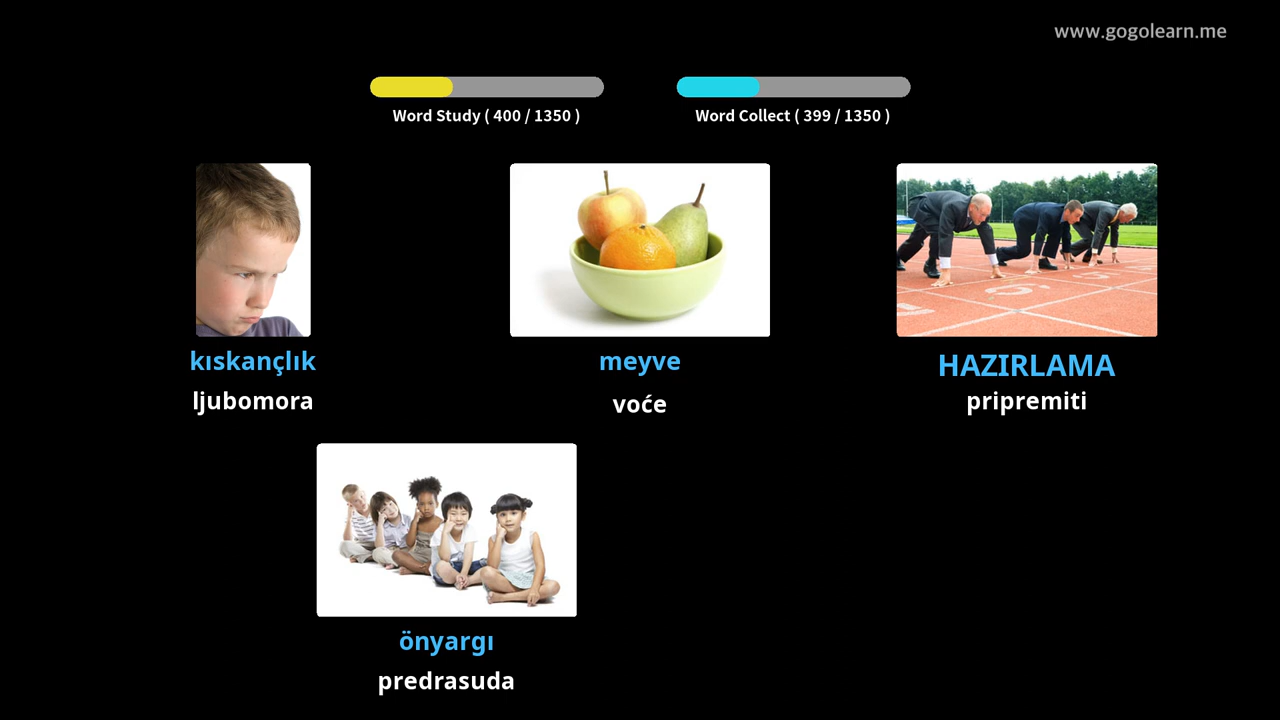 www.gogolearn.me
Word Study ( 400 / 1350 )
Word Collect ( 399 / 1350 )
kıskançlık
ljubomora
meyve
voće
HAZIRLAMA
pripremiti
önyargı
predrasuda